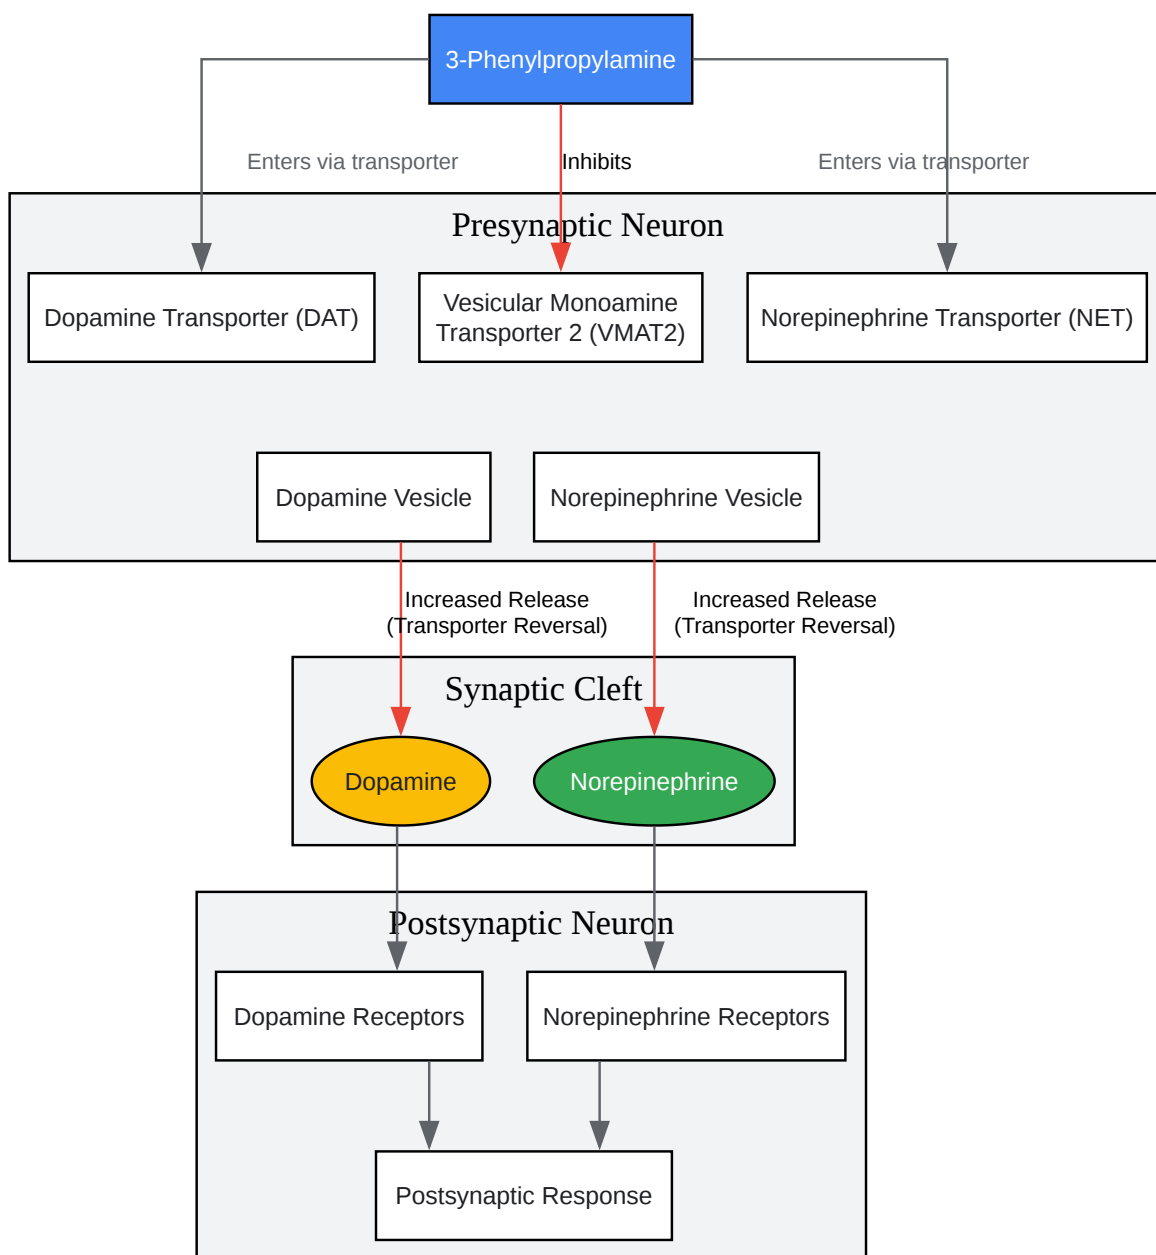 3-Phenylpropylamine
Enters via transporter
Inhibits
Enters via transporter
Presynaptic Neuron
Dopamine Transporter (DAT)
Vesicular Monoamine
Transporter 2 (VMAT2)
Norepinephrine Transporter (NET)
Dopamine Vesicle
Norepinephrine Vesicle
Increased Release
(Transporter Reversal)
Increased Release
(Transporter Reversal)
Synaptic Cleft
Dopamine
Norepinephrine
Postsynaptic Neuron
Dopamine Receptors
Norepinephrine Receptors
Postsynaptic Response